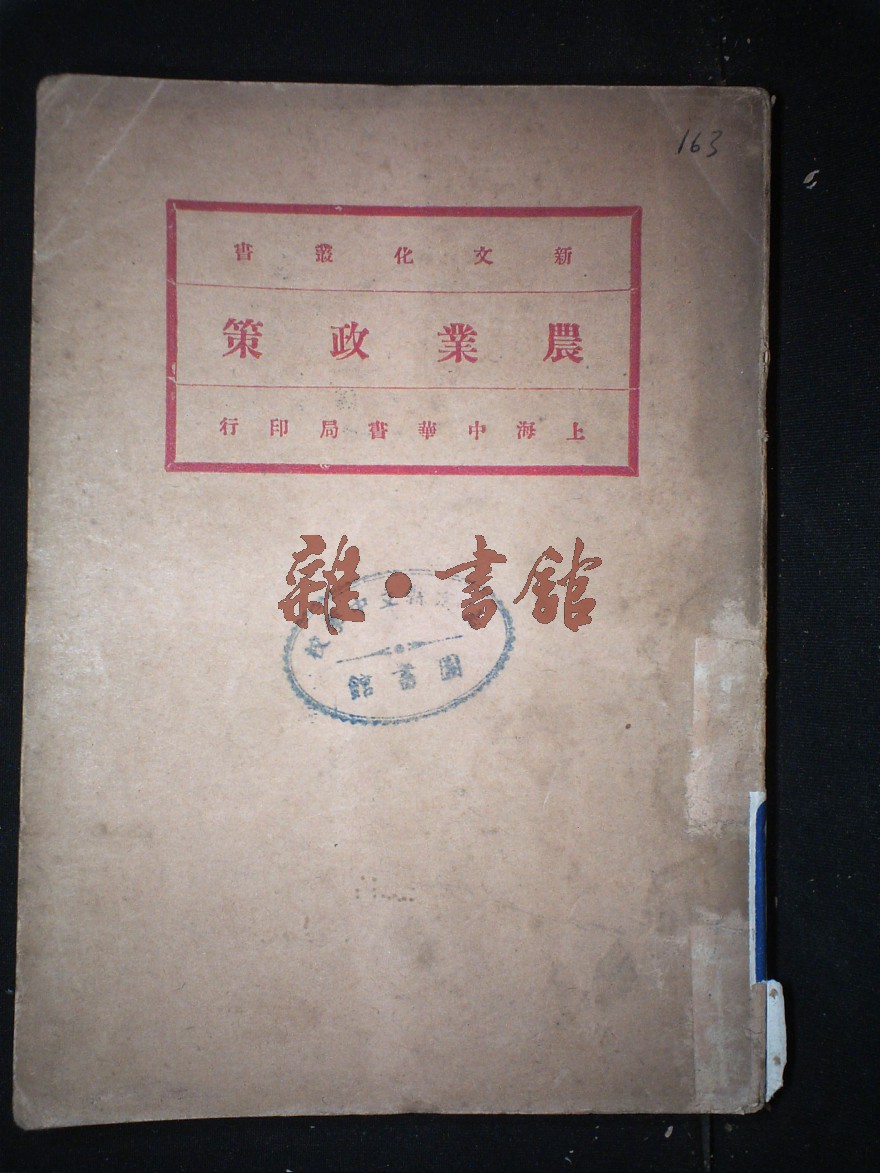 163
新文化叢書
農業政策
上海中華書局印行
雜·書館
圖書館